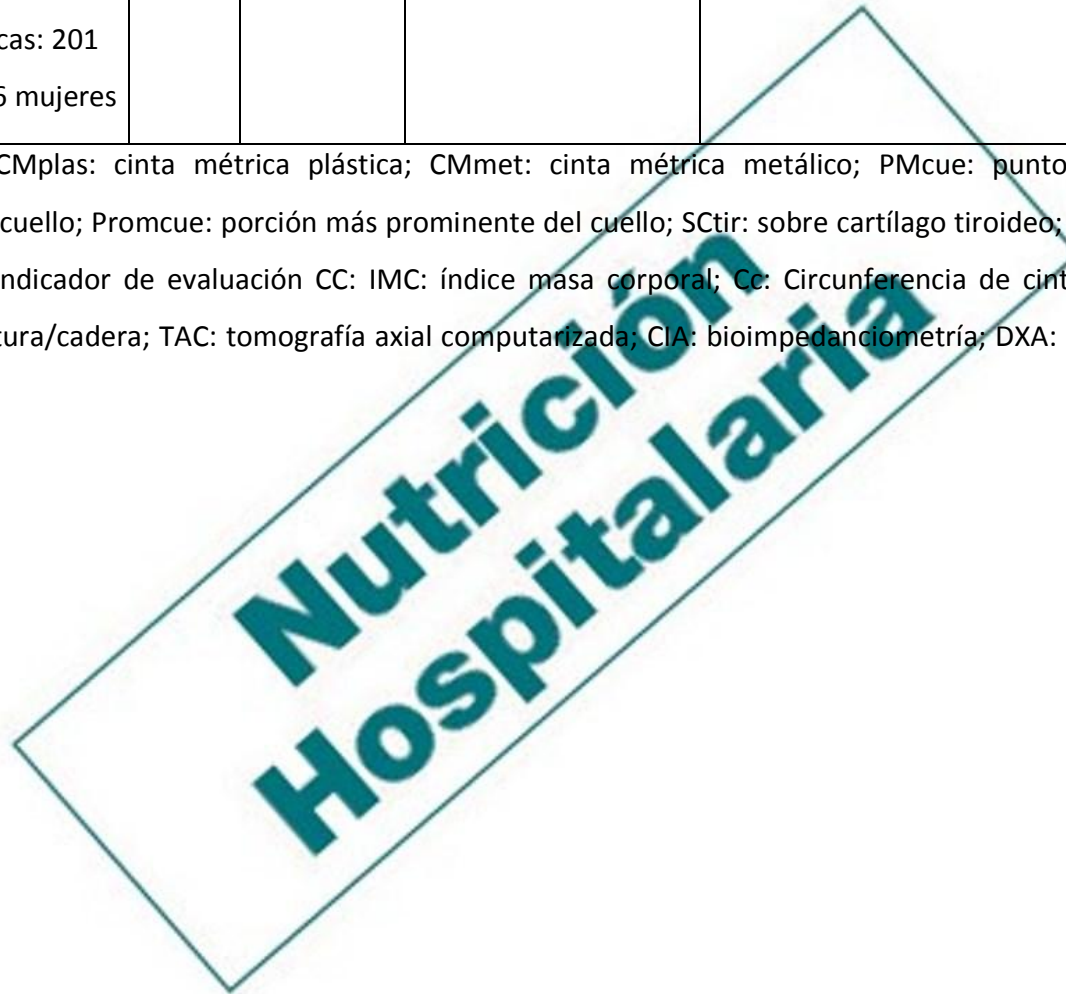 cas: 201
6 mujeres
CMplas: cinta métrica plástica; CMmet: cinta métrica metálico; PMcue: punto
cuello; Promcue: porción más prominente del cuello; SCtir: sobre cartílago tiroideo;
indicador de evaluación CC: IMC: índice masa corporal; Cc: Circunferencia de cint
tura/cadera; TAC: tomografía axial computarizada; CIA: bioimpedanciometría; DXA:
Nutrición
Hospitalaria